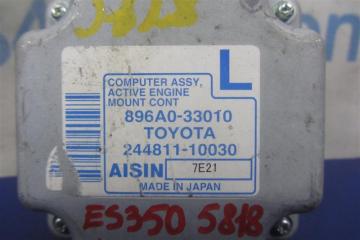 L
COMPUTER ASSY,
ACTIVE ENGINE
MOUNT CONT
896A0-33010
TOYOTA
244811-10030
AISIN 7E21
MADE IN JAPAN
ES350 5818